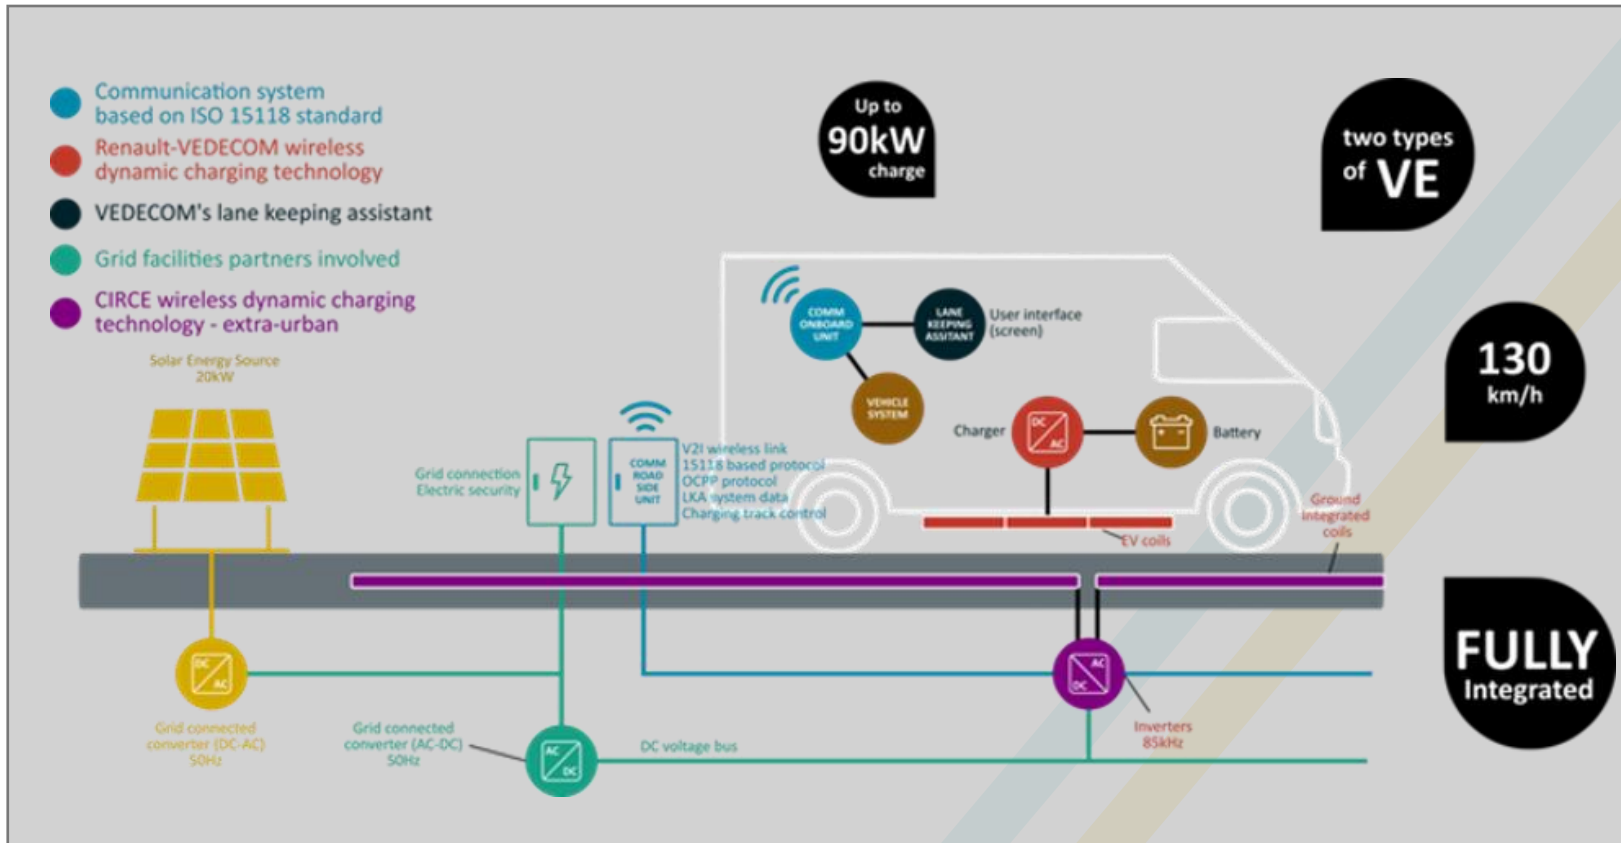 Communication system
based on ISO 15118 standard
Renault-VEDECOM wireless
dynamic charging technology
VEDECOM's lane keeping assistant
Grid facilities partners involved
CIRCE wireless dynamic charging
technology - extra-urban
Up to
90kW
charge
two types
of VE
130
km/h
FULLY
Integrated
Solar Energy Source
20kW
COMM
ONBOARD
UNIT
LANE
KEEPING
ASSITANT
User interface
(screen)
VEHICLE
SYSTEM
Charger
DC
AC
Battery
Grid connection
Electric security
COMM
ROAD
SIDE
UNIT
V2I wireless link
15118 based protocol
OCPP protocol
LKA system data
Charging track control
EV coils
Ground
Integrated
coils
DC
AC
Grid connected
converter (DC-AC)
50Hz
Grid connected
converter (AC-DC)
50Hz
AC
DC
DC voltage bus
AC
DC
Inverters
85kHz